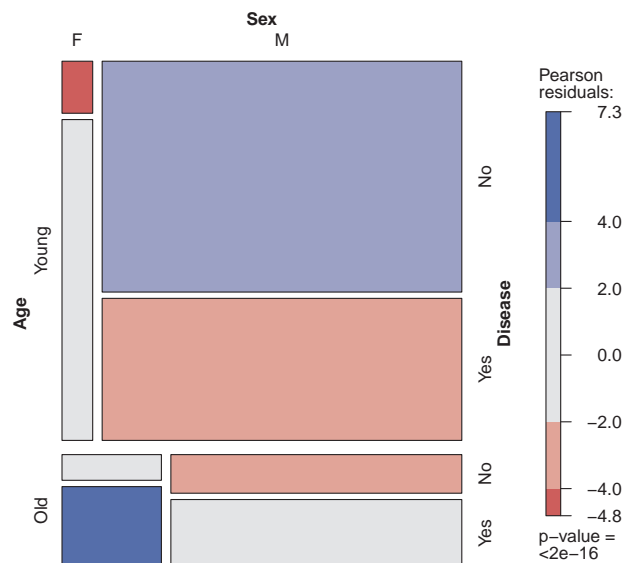 Sex
F M
Age
Young
Old
No
Yes
No
Yes
Disease
Pearson
residuals:
7.3
4.0
2.0
0.0
−2.0
−4.0
−4.8
p−value =
<2e−16